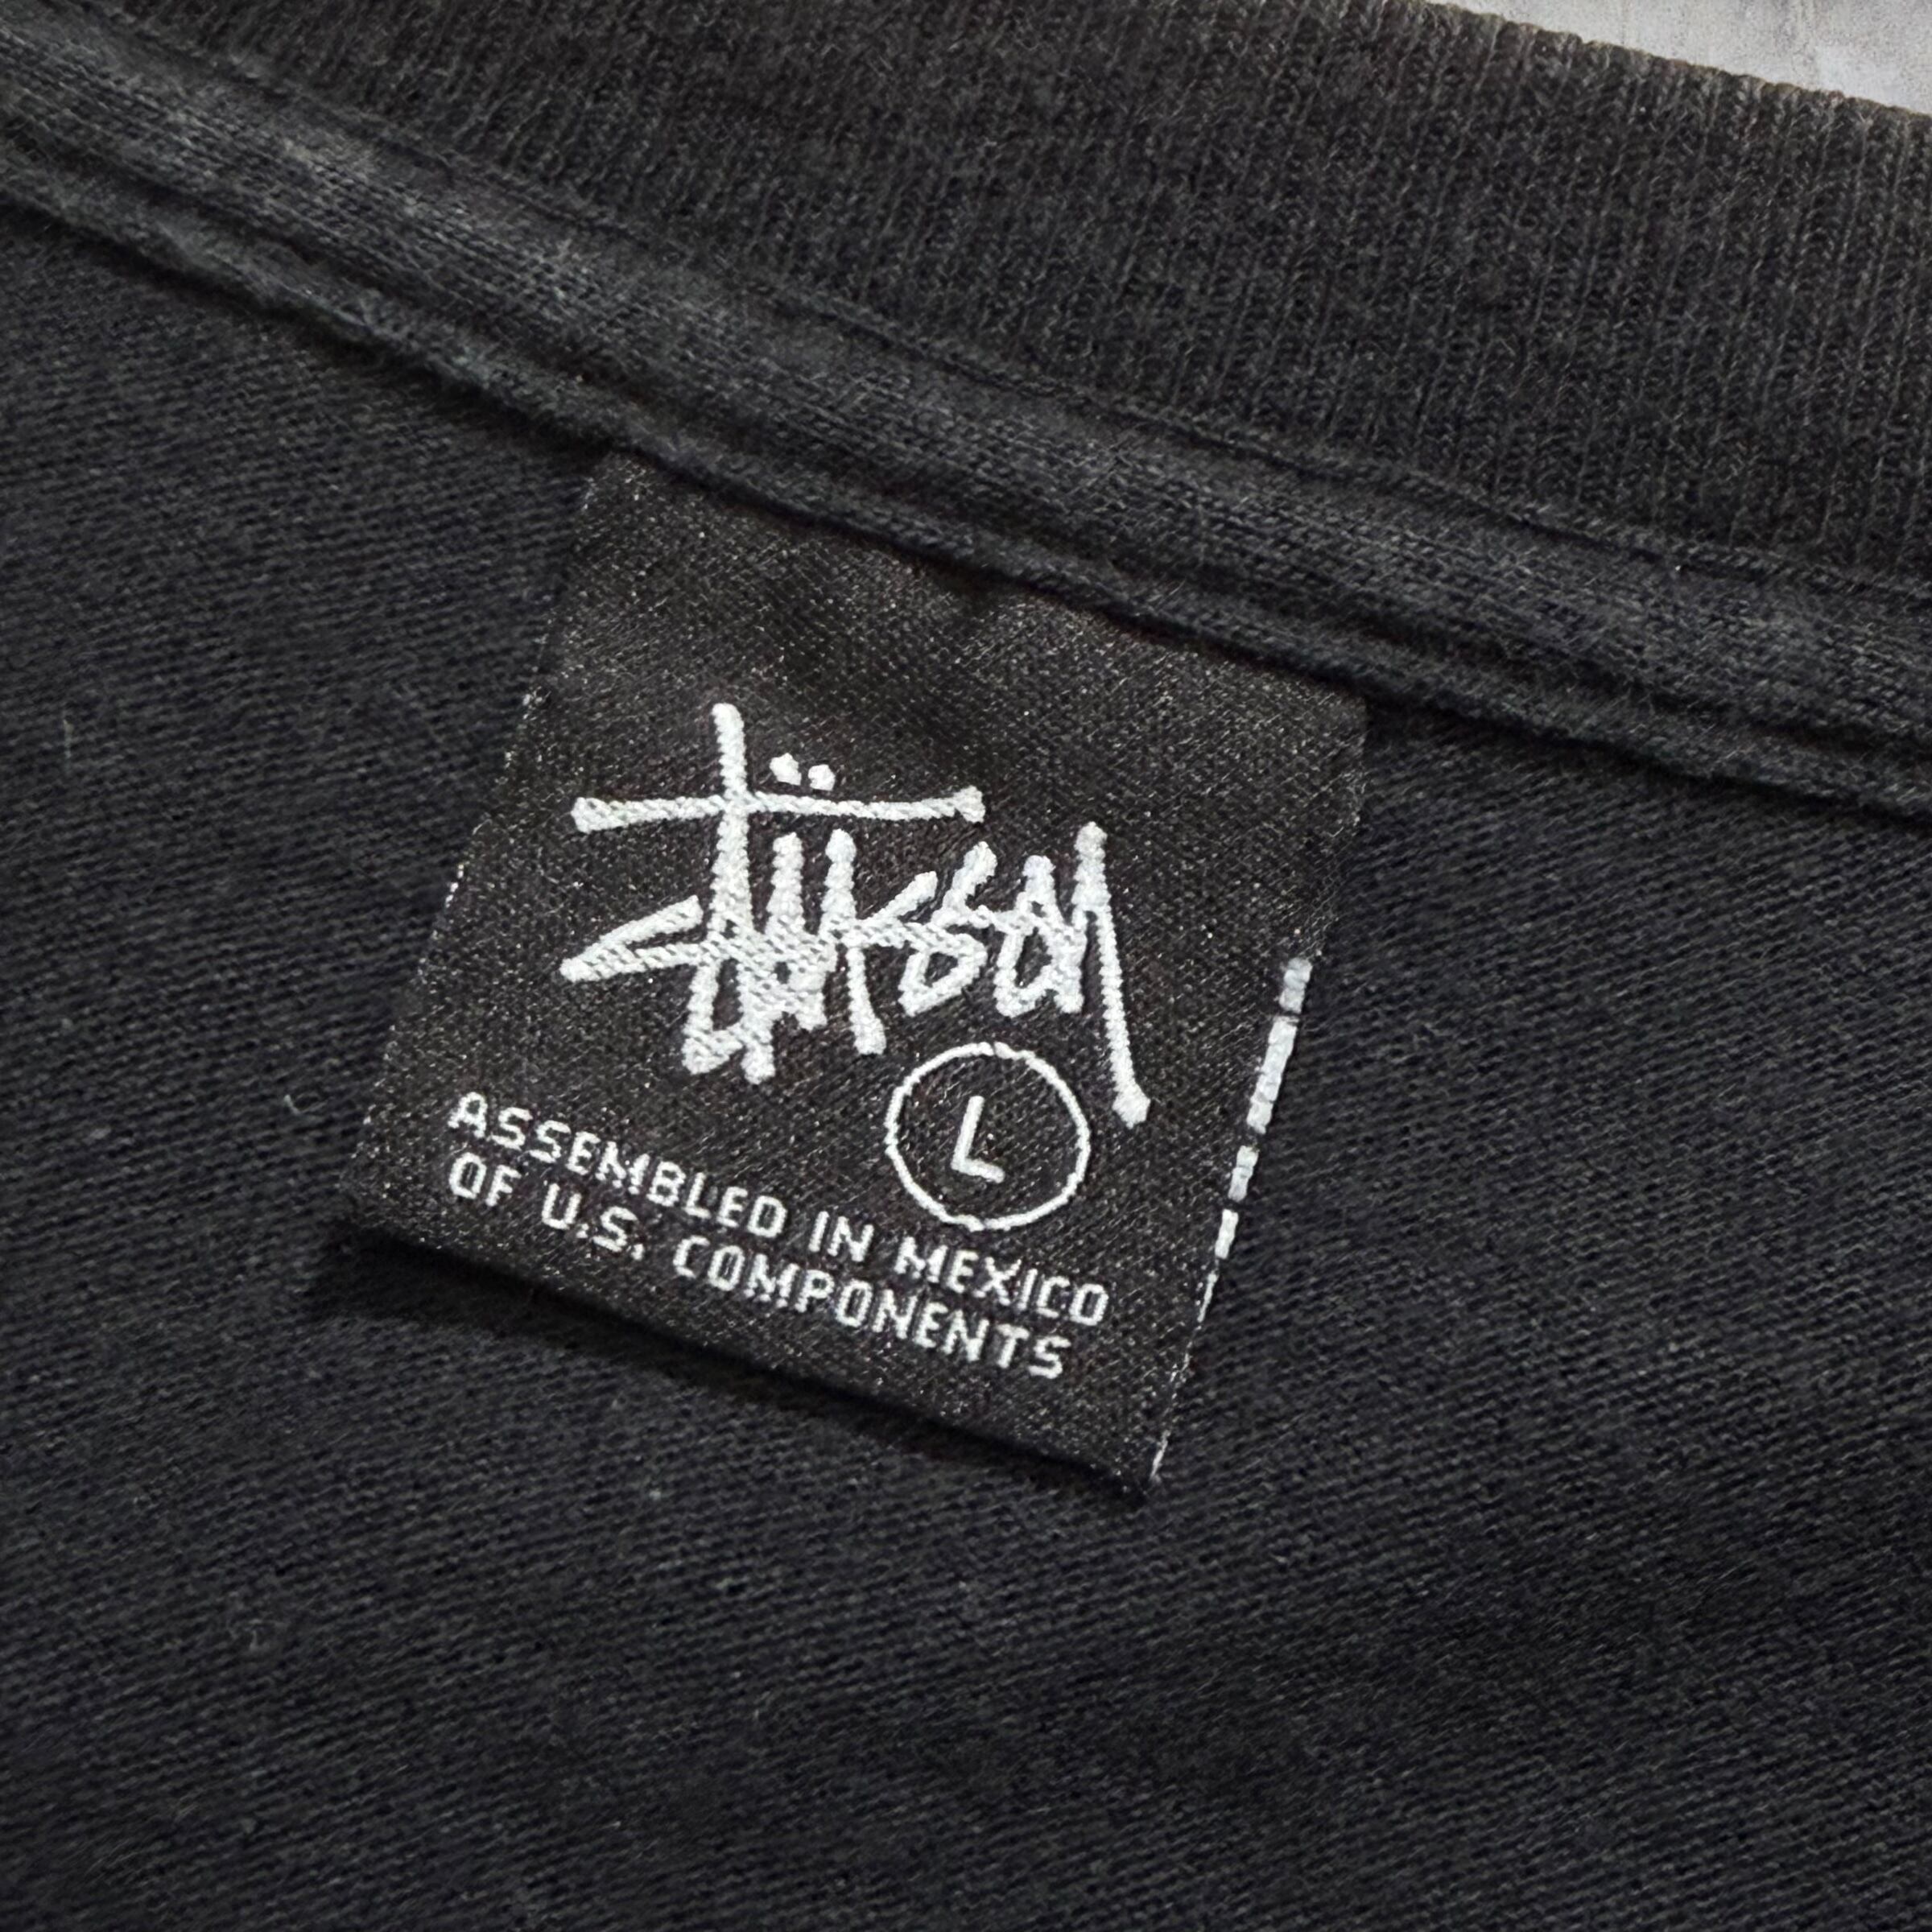 Stüssy
L
ASSEMBLED IN MEXICO
OF U.S. COMPONENTS